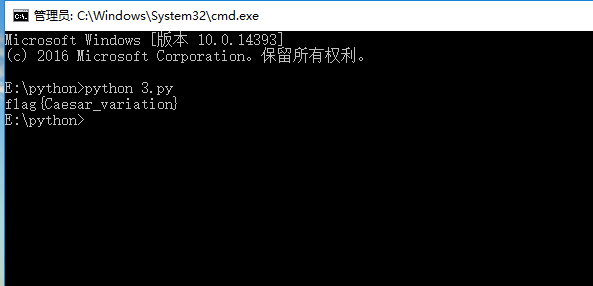 管理员: C:\Windows\System32\cmd.exe
Microsoft Windows [版本 10.0.14393]
(c) 2016 Microsoft Corporation。保留所有权利。
E:\python>python 3.py
flag{Caesar_variation}
E:\python>